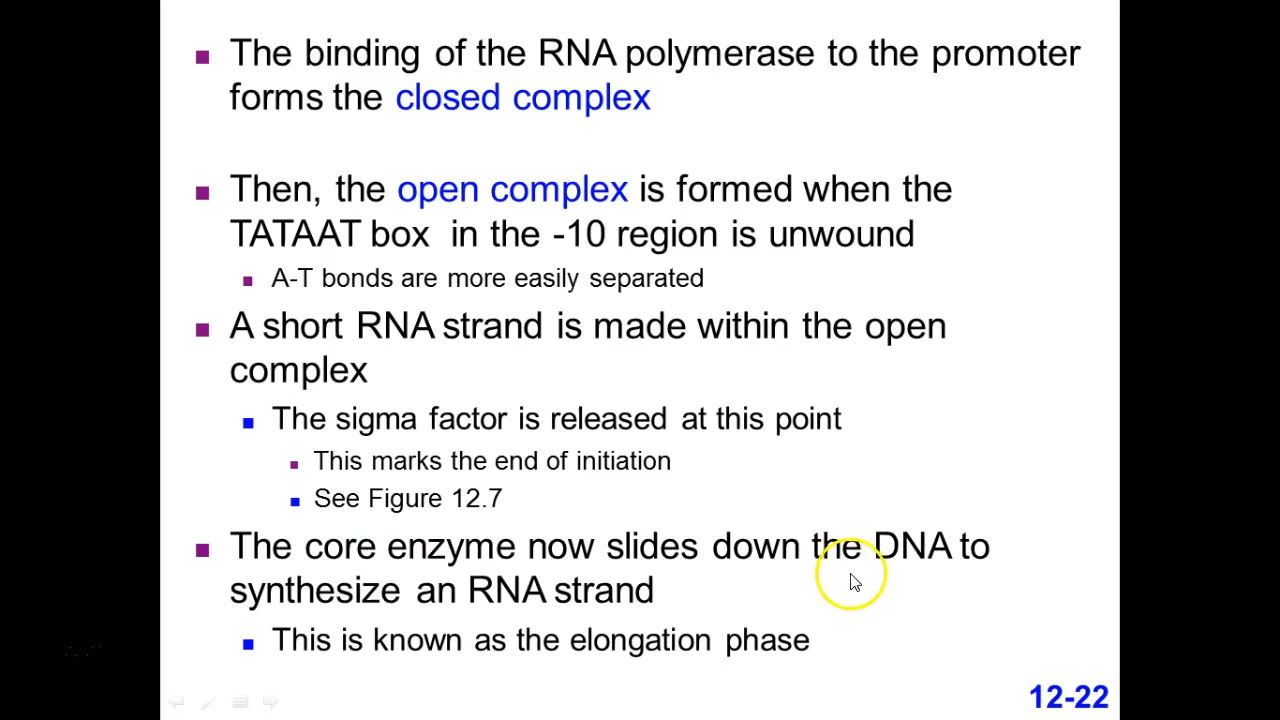 The binding of the RNA polymerase to the promoter
forms the closed complex
Then, the open complex is formed when the
TATAAT box in the -10 region is unwound
A-T bonds are more easily separated
A short RNA strand is made within the open
complex
The sigma factor is released at this point
This marks the end of initiation
See Figure 12.7
The core enzyme now slides down the DNA to
synthesize an RNA strand
This is known as the elongation phase
12-22